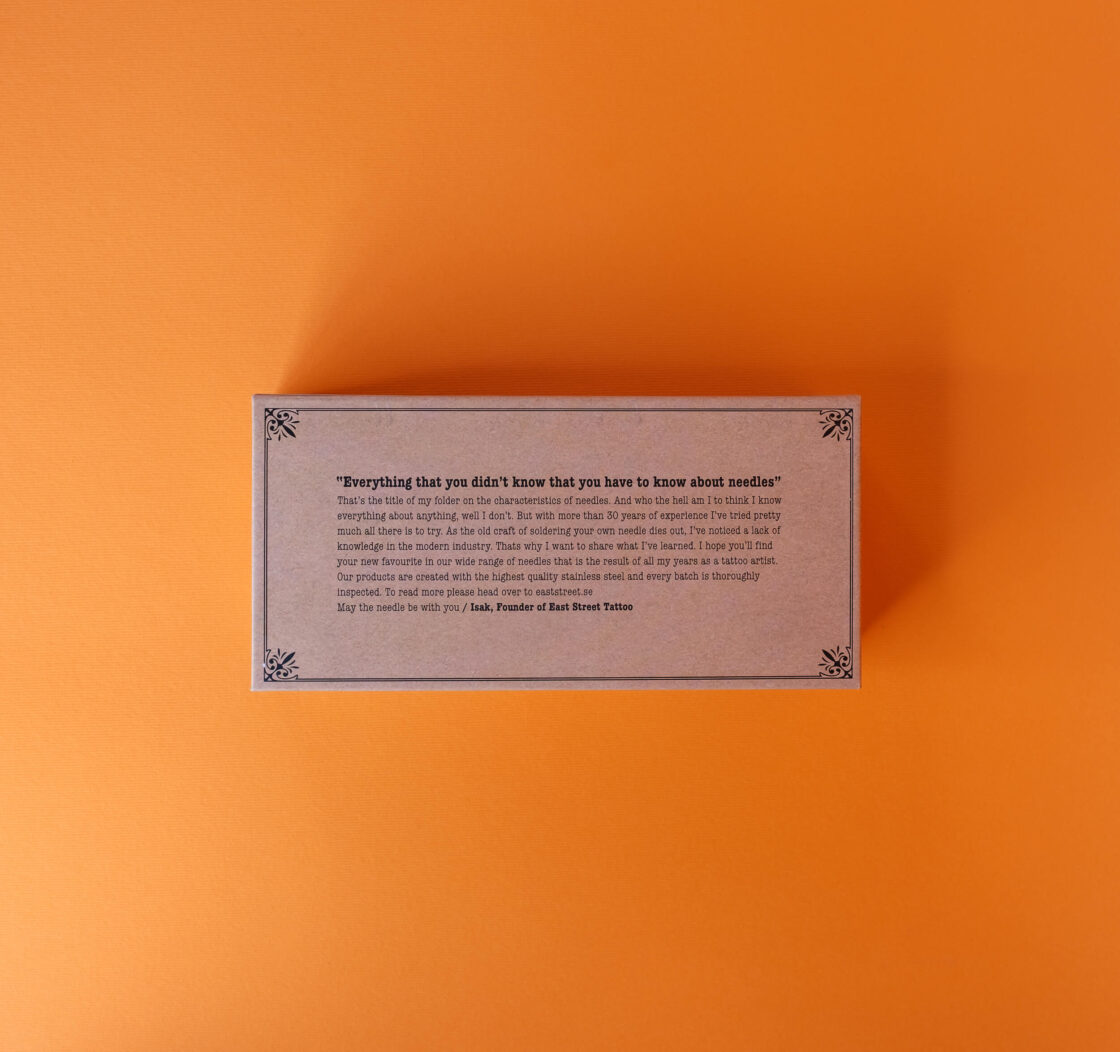 "Everything that you didn't know that you have to know about needles"
That's the title of my folder on the characteristics of needles. And who the hell am I to think I know
everything about anything, well I don't. But with more than 30 years of experience I've tried pretty
much all there is to try. As the old craft of soldering your own needle dies out, I've noticed a lack of
knowledge in the modern industry. Thats why I want to share what I've learned. I hope you'll find
your new favourite in our wide range of needles that is the result of all my years as a tattoo artist.
Our products are created with the highest quality stainless steel and every batch is thoroughly
inspected. To read more please head over to eaststreet.se
May the needle be with you / Isak, Founder of East Street Tattoo